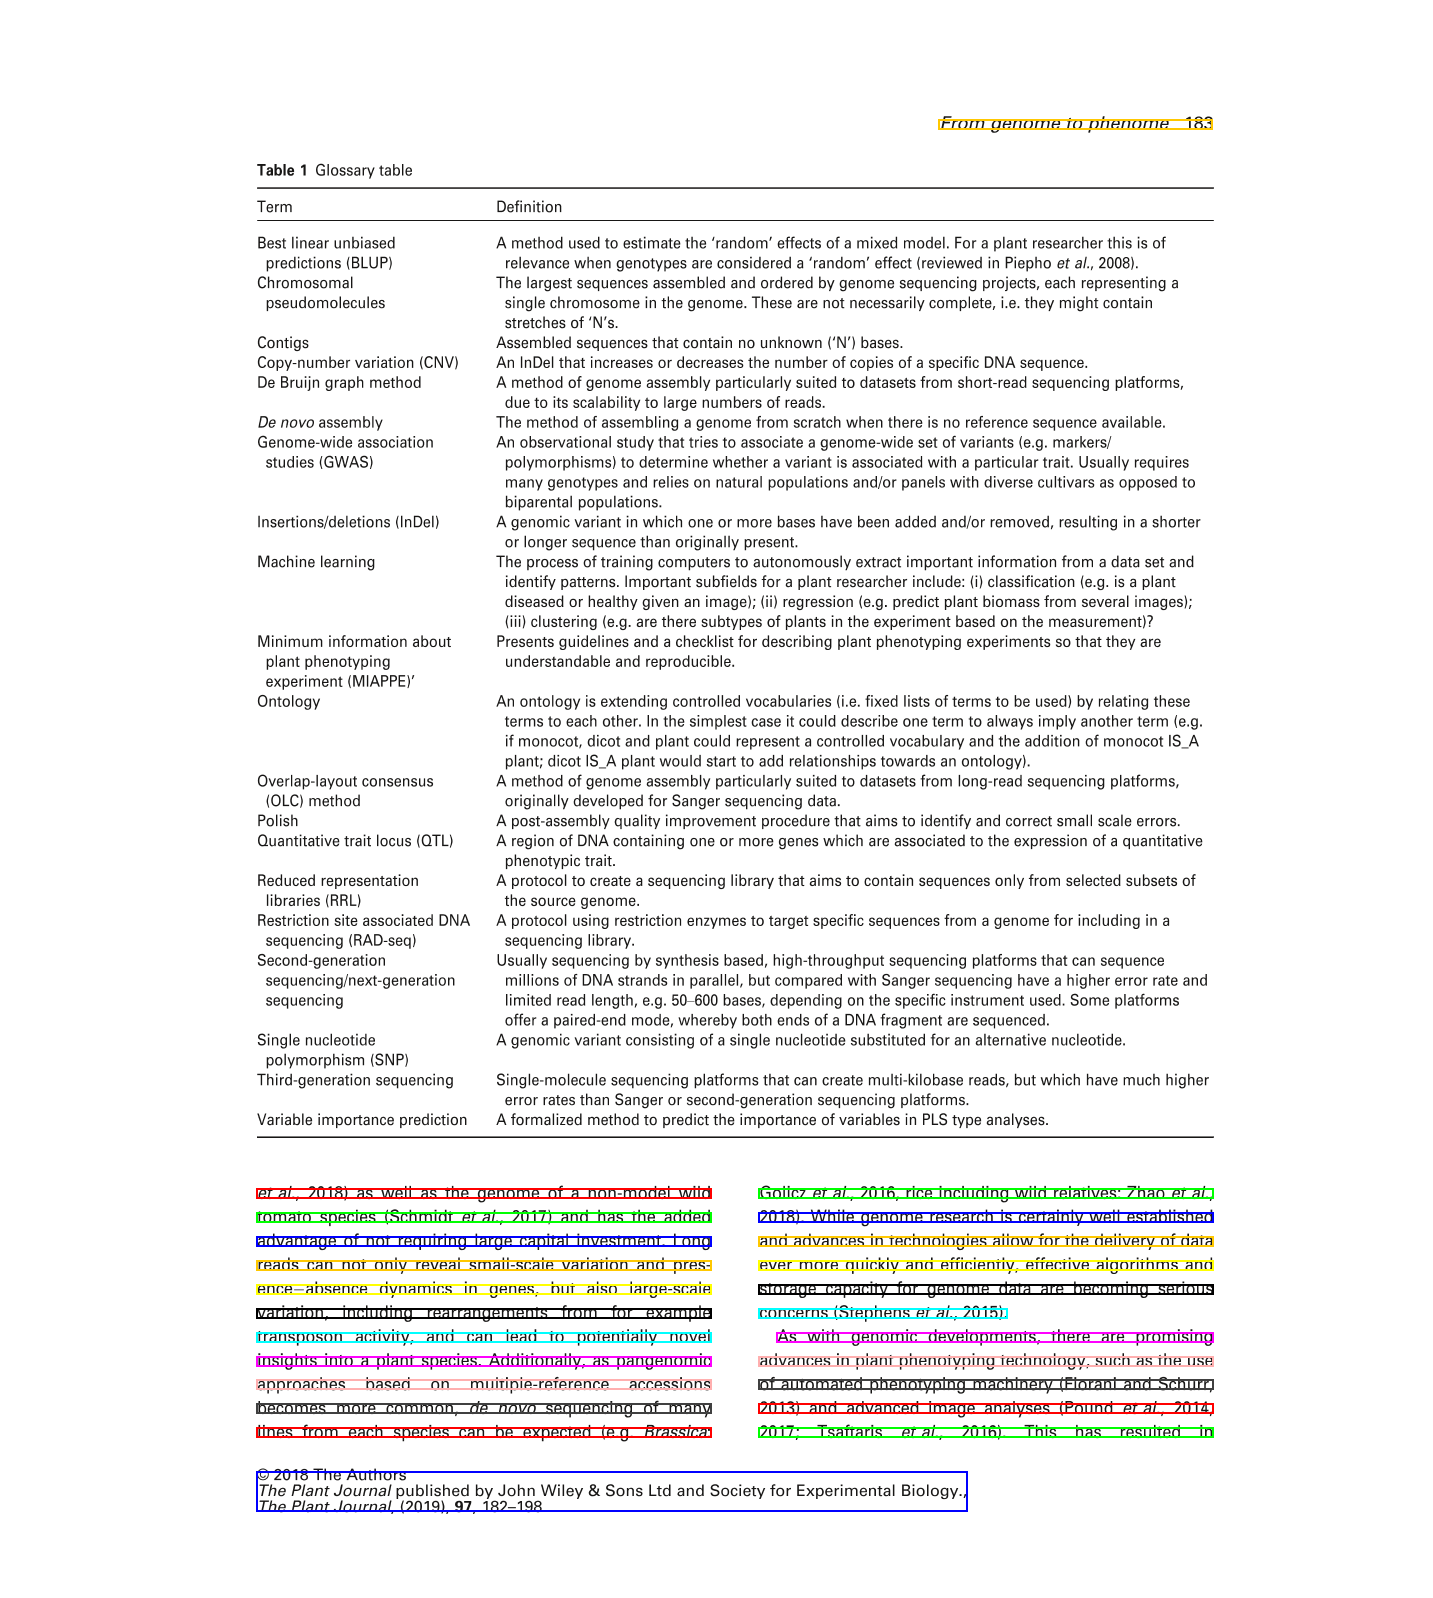 From genome to phenome 183
Table 1 Glossary table
Term Definition
Best linear unbiased A method used to estimate the ‘random’ effects of a mixed model. For a plant researcher this is of
predictions (BLUP) relevance when genotypes are considered a ‘random’ effect (reviewed in Piepho et al., 2008).
Chromosomal The largest sequences assembled and ordered by genome sequencing projects, each representing a
pseudomolecules single chromosome in the genome. These are not necessarily complete, i.e. they might contain
stretches of ‘N’s.
Contigs Assembled sequences that contain no unknown (‘N’) bases.
Copy-number variation (CNV) An InDel that increases or decreases the number of copies of a specific DNA sequence.
De Bruijn graph method A method of genome assembly particularly suited to datasets from short-read sequencing platforms,
due to its scalability to large numbers of reads.
De novo assembly The method of assembling a genome from scratch when there is no reference sequence available.
Genome-wide association An observational study that tries to associate a genome-wide set of variants (e.g. markers/
studies (GWAS) polymorphisms) to determine whether a variant is associated with a particular trait. Usually requires
many genotypes and relies on natural populations and/or panels with diverse cultivars as opposed to
biparental populations.
Insertions/deletions (InDel) A genomic variant in which one or more bases have been added and/or removed, resulting in a shorter
or longer sequence than originally present.
Machine learning The process of training computers to autonomously extract important information from a data set and
identify patterns. Important subfields for a plant researcher include: (i) classification (e.g. is a plant
diseased or healthy given an image); (ii) regression (e.g. predict plant biomass from several images);
(iii) clustering (e.g. are there subtypes of plants in the experiment based on the measurement)?
Minimum information about Presents guidelines and a checklist for describing plant phenotyping experiments so that they are
plant phenotyping understandable and reproducible.
experiment (MIAPPE)’
Ontology An ontology is extending controlled vocabularies (i.e. fixed lists of terms to be used) by relating these
terms to each other. In the simplest case it could describe one term to always imply another term (e.g.
if monocot, dicot and plant could represent a controlled vocabulary and the addition of monocot IS_A
plant; dicot IS_A plant would start to add relationships towards an ontology).
Overlap-layout consensus A method of genome assembly particularly suited to datasets from long-read sequencing platforms,
(OLC) method originally developed for Sanger sequencing data.
Polish A post-assembly quality improvement procedure that aims to identify and correct small scale errors.
Quantitative trait locus (QTL) A region of DNA containing one or more genes which are associated to the expression of a quantitative
phenotypic trait.
Reduced representation A protocol to create a sequencing library that aims to contain sequences only from selected subsets of
libraries (RRL) the source genome.
Restriction site associated DNA A protocol using restriction enzymes to target specific sequences from a genome for including in a
sequencing (RAD-seq) sequencing library.
Second-generation Usually sequencing by synthesis based, high-throughput sequencing platforms that can sequence
sequencing/next-generation millions of DNA strands in parallel, but compared with Sanger sequencing have a higher error rate and
sequencing limited read length, e.g. 50–600 bases, depending on the specific instrument used. Some platforms
offer a paired-end mode, whereby both ends of a DNA fragment are sequenced.
Single nucleotide A genomic variant consisting of a single nucleotide substituted for an alternative nucleotide.
polymorphism (SNP)
Third-generation sequencing Single-molecule sequencing platforms that can create multi-kilobase reads, but which have much higher
error rates than Sanger or second-generation sequencing platforms.
Variable importance prediction A formalized method to predict the importance of variables in PLS type analyses.
et al., 2018) as well as the genome of a non-model wild
tomato species (Schmidt et al., 2017) and has the added
advantage of not requiring large capital investment. Long
reads can not only reveal small-scale variation and pres-
ence–absence dynamics in genes, but also large-scale
variation, including rearrangements from for example
transposon activity, and can lead to potentially novel
insights into a plant species. Additionally, as pangenomic
approaches based on multiple-reference accessions
becomes more common, de novo sequencing of many
lines from each species can be expected (e.g. Brassica:
Golicz et al., 2016, rice including wild relatives: Zhao et al.,
2018). While genome research is certainly well established
and advances in technologies allow for the delivery of data
ever more quickly and efficiently, effective algorithms and
storage capacity for genome data are becoming serious
concerns (Stephens et al., 2015).
As with genomic developments, there are promising
advances in plant phenotyping technology, such as the use
of automated phenotyping machinery (Fiorani and Schurr,
2013) and advanced image analyses (Pound et al., 2014,
2017; Tsaftaris et al., 2016). This has resulted in
© 2018 The Authors
The Plant Journal published by John Wiley & Sons Ltd and Society for Experimental Biology.,
The Plant Journal, (2019), 97, 182–198